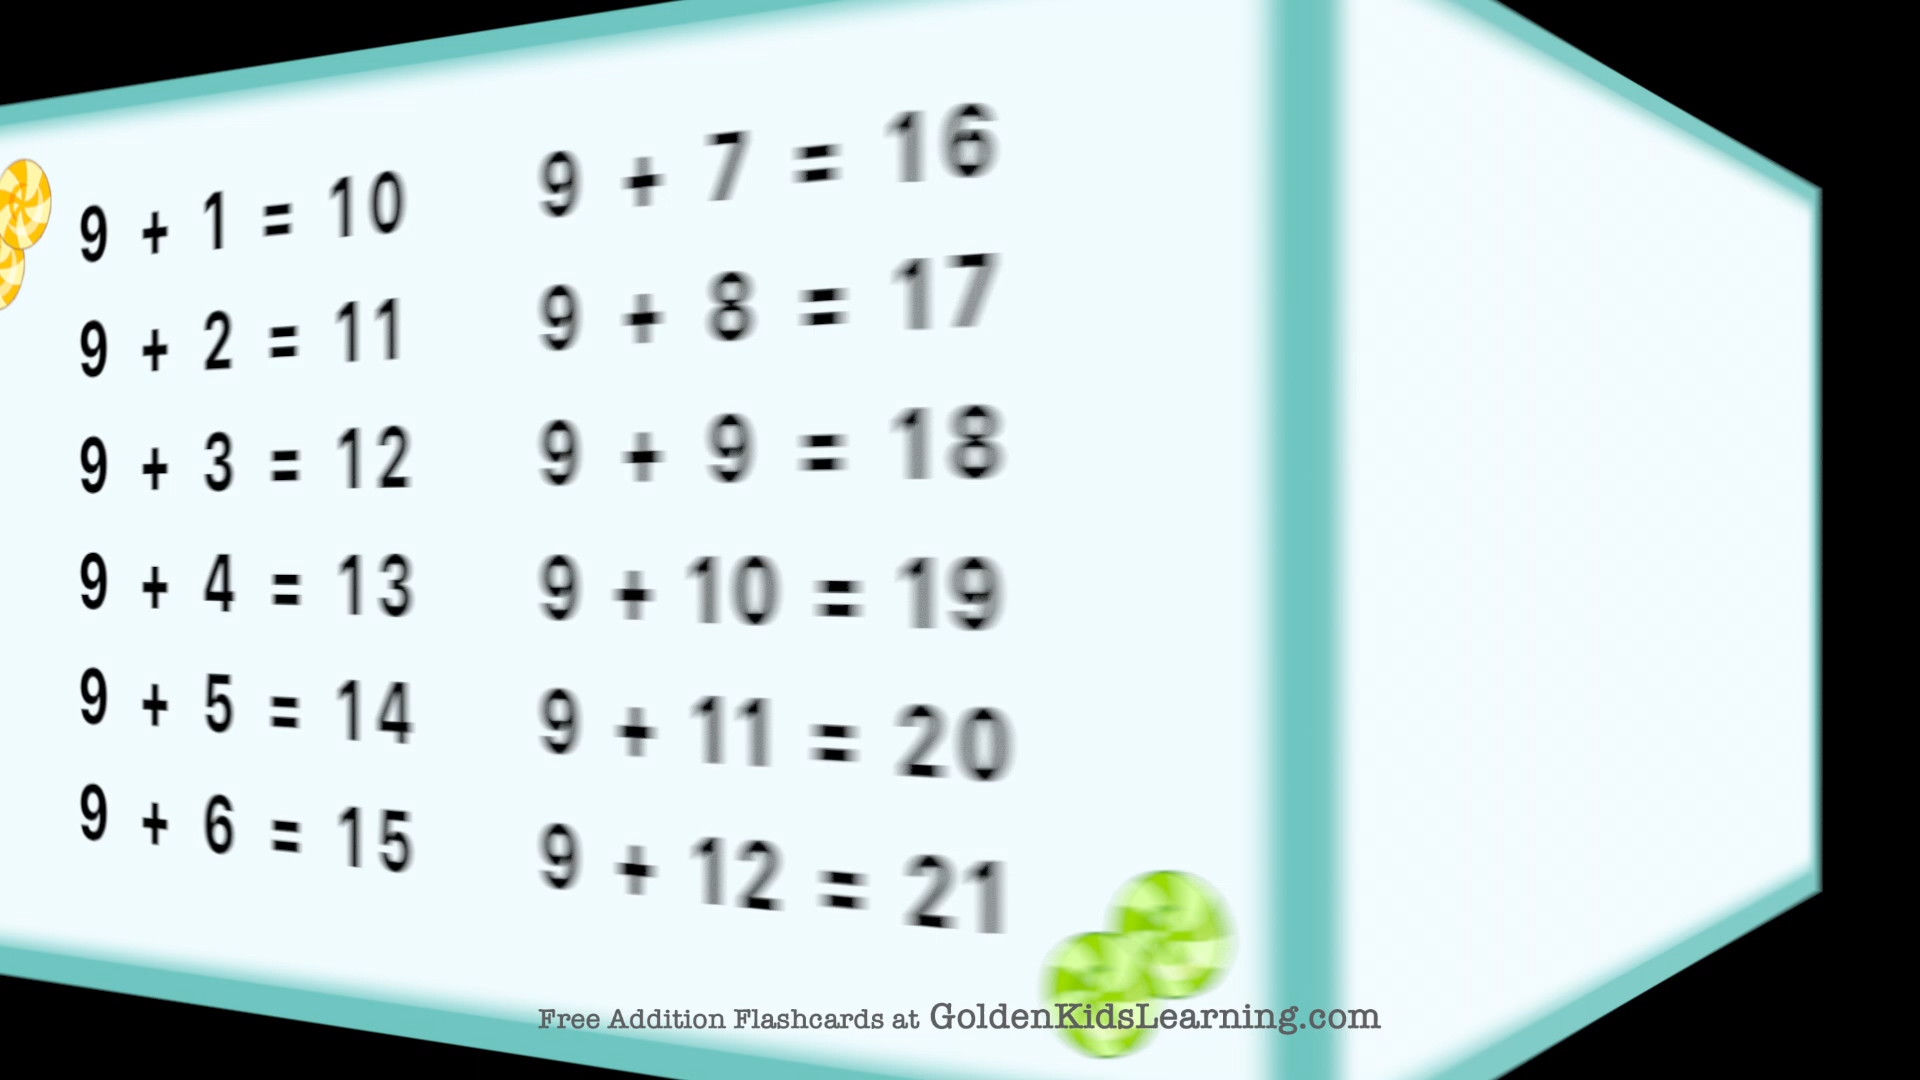 9 + 1 = 10
9 + 2 = 11
9 + 3 = 12
9 + 4 = 13
9 + 5 = 14
9 + 6 = 15
9 + 7 = 16
9 + 8 = 17
9 + 9 = 18
9 + 10 = 19
9 + 11 = 20
9 + 12 = 21
Free Addition Flashcards at GoldenKidsLearning.com